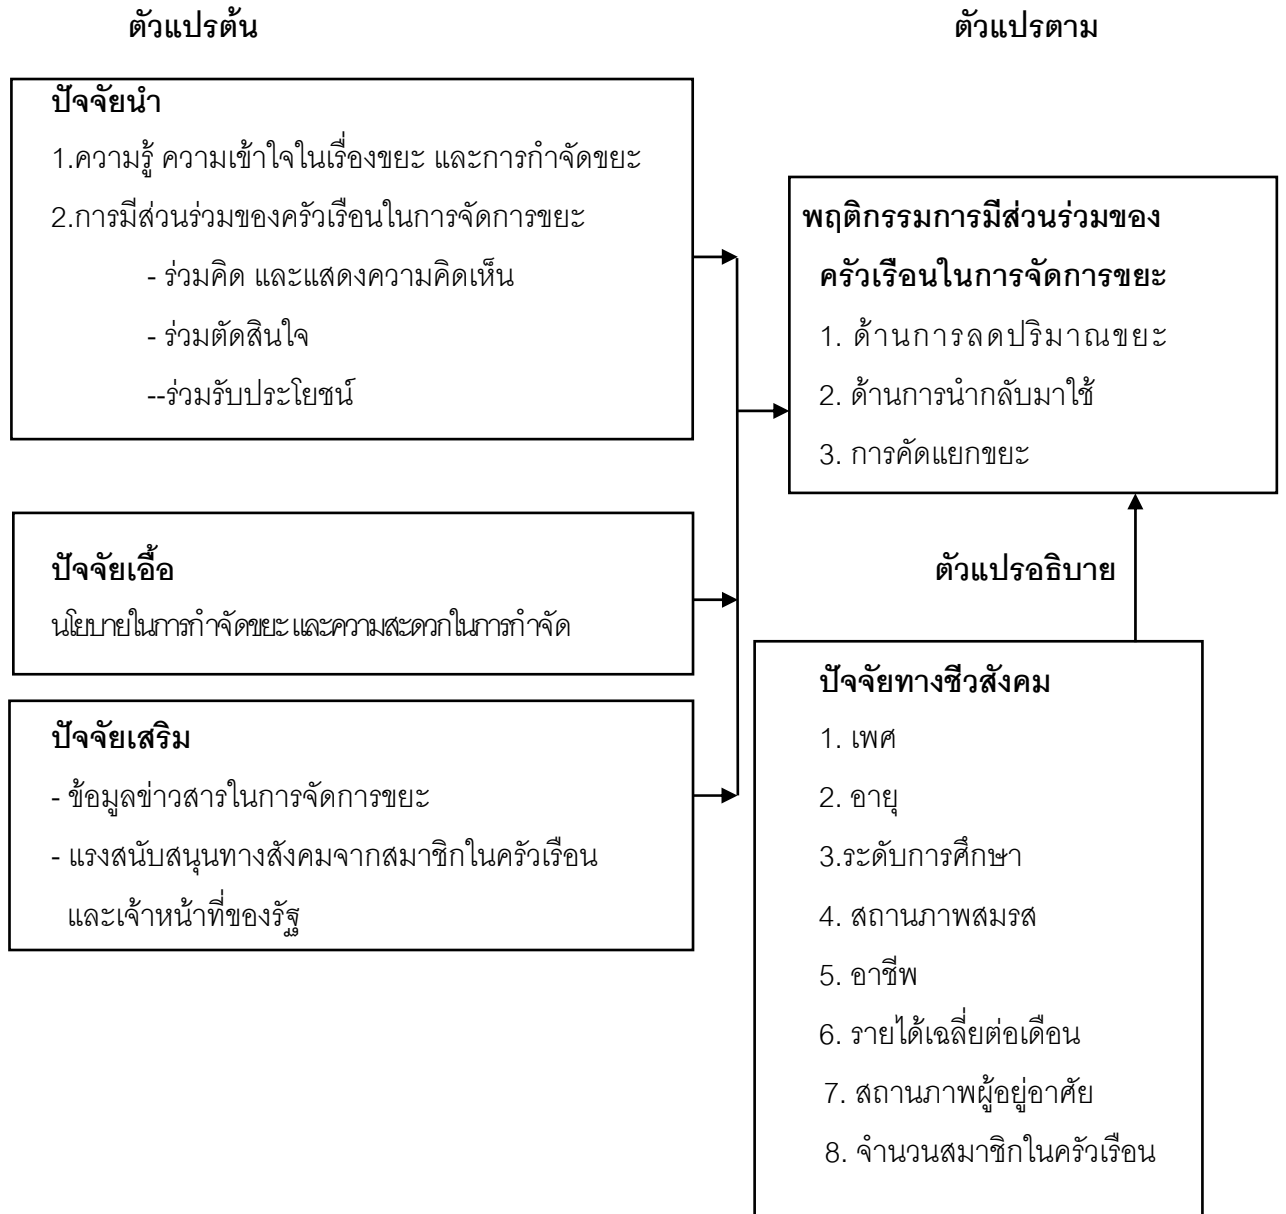 ตัวแปรต้น
ตัวแปรตาม
ปัจจัยนำ
1.ความรู้ ความเข้าใจในเรื่องขยะ และการกำจัดขยะ
2.การมีส่วนร่วมของครัวเรือนในการจัดการขยะ
- ร่วมคิด และแสดงความคิดเห็น
- ร่วมตัดสินใจ
--ร่วมรับประโยชน์
พฤติกรรมการมีส่วนร่วมของ
ครัวเรือนในการจัดการขยะ
1. ด้านการลดปริมาณขยะ
2. ด้านการนำกลับมาใช้
3. การคัดแยกขยะ
ปัจจัยเอื้อ
นโยบายในการกำจัดขยะ และความสะดวกในการกำจัด
ปัจจัยเสริม
- ข้อมูลข่าวสารในการจัดการขยะ
- แรงสนับสนุนทางสังคมจากสมาชิกในครัวเรือน
และเจ้าหน้าที่ของรัฐ
ตัวแปรอธิบาย
ปัจจัยทางชีวสังคม
1. เพศ
2. อายุ
3.ระดับการศึกษา
4. สถานภาพสมรส
5. อาชีพ
6. รายได้เฉลี่ยต่อเดือน
7. สถานภาพผู้อยู่อาศัย
8. จำนวนสมาชิกในครัวเรือน